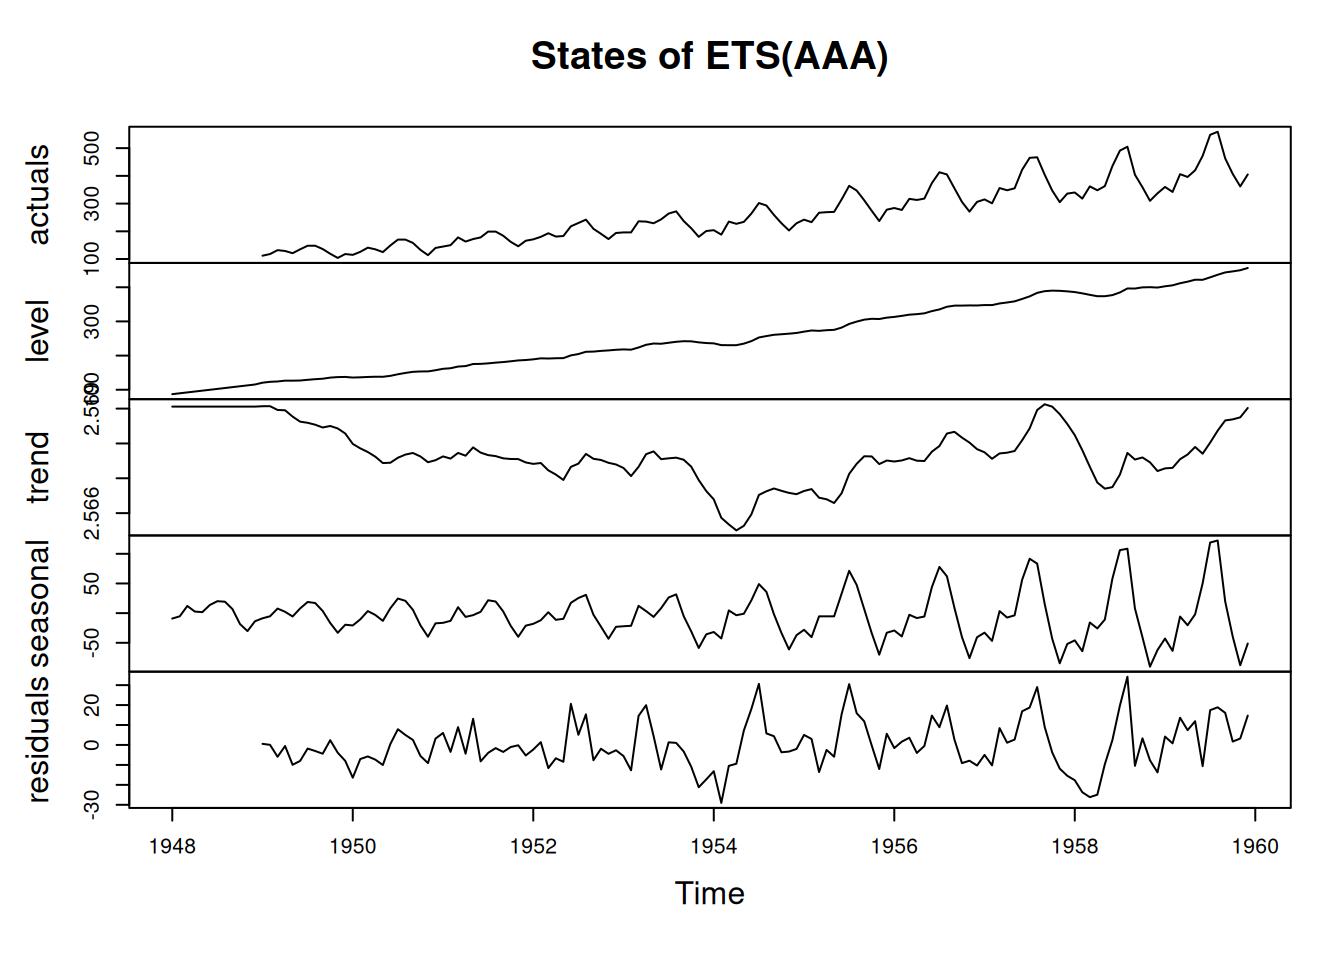 States of ETS(AAA)
actuals
100 300 500
level
100 300
trend
2.566 2.569
seasonal
-50 50
residuals
-30 0 20
1948 1950 1952 1954 1956 1958 1960
Time